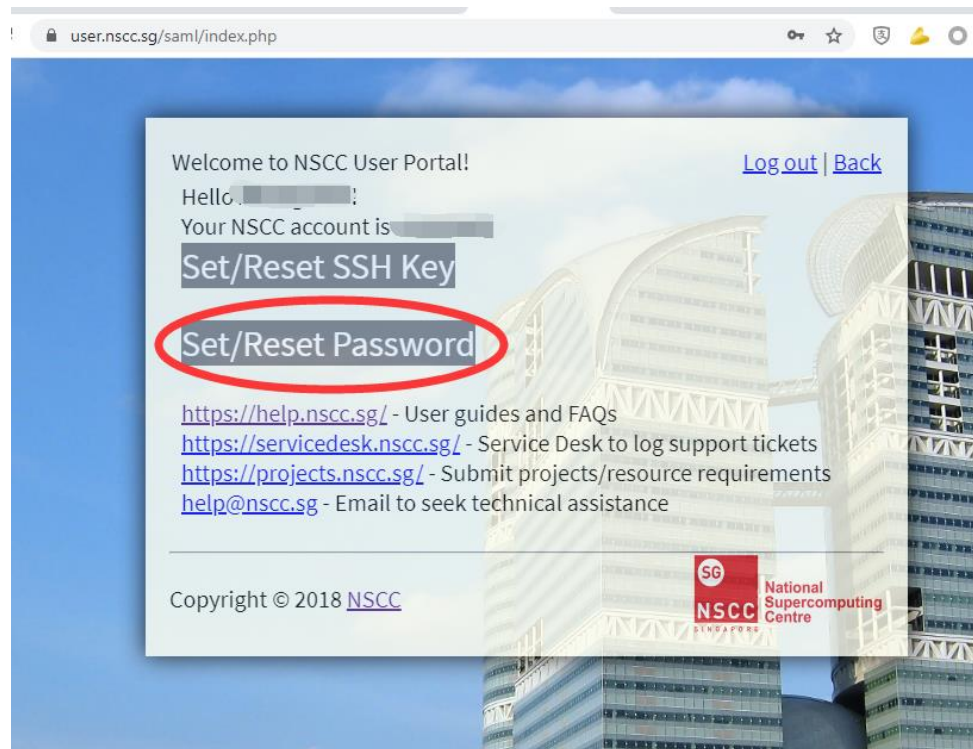 user.nscc.sg/saml/index.php
Welcome to NSCC User Portal!
Log out | Back
Hello !
Your NSCC account is
Set/Reset SSH Key
Set/Reset Password
https://help.nscc.sg/ - User guides and FAQs
https://servicedesk.nscc.sg/ - Service Desk to log support tickets
https://projects.nscc.sg/ - Submit projects/resource requirements
help@nscc.sg - Email to seek technical assistance
Copyright © 2018 NSCC
SG
NSCC
SINGAPORE
National
Supercomputing
Centre